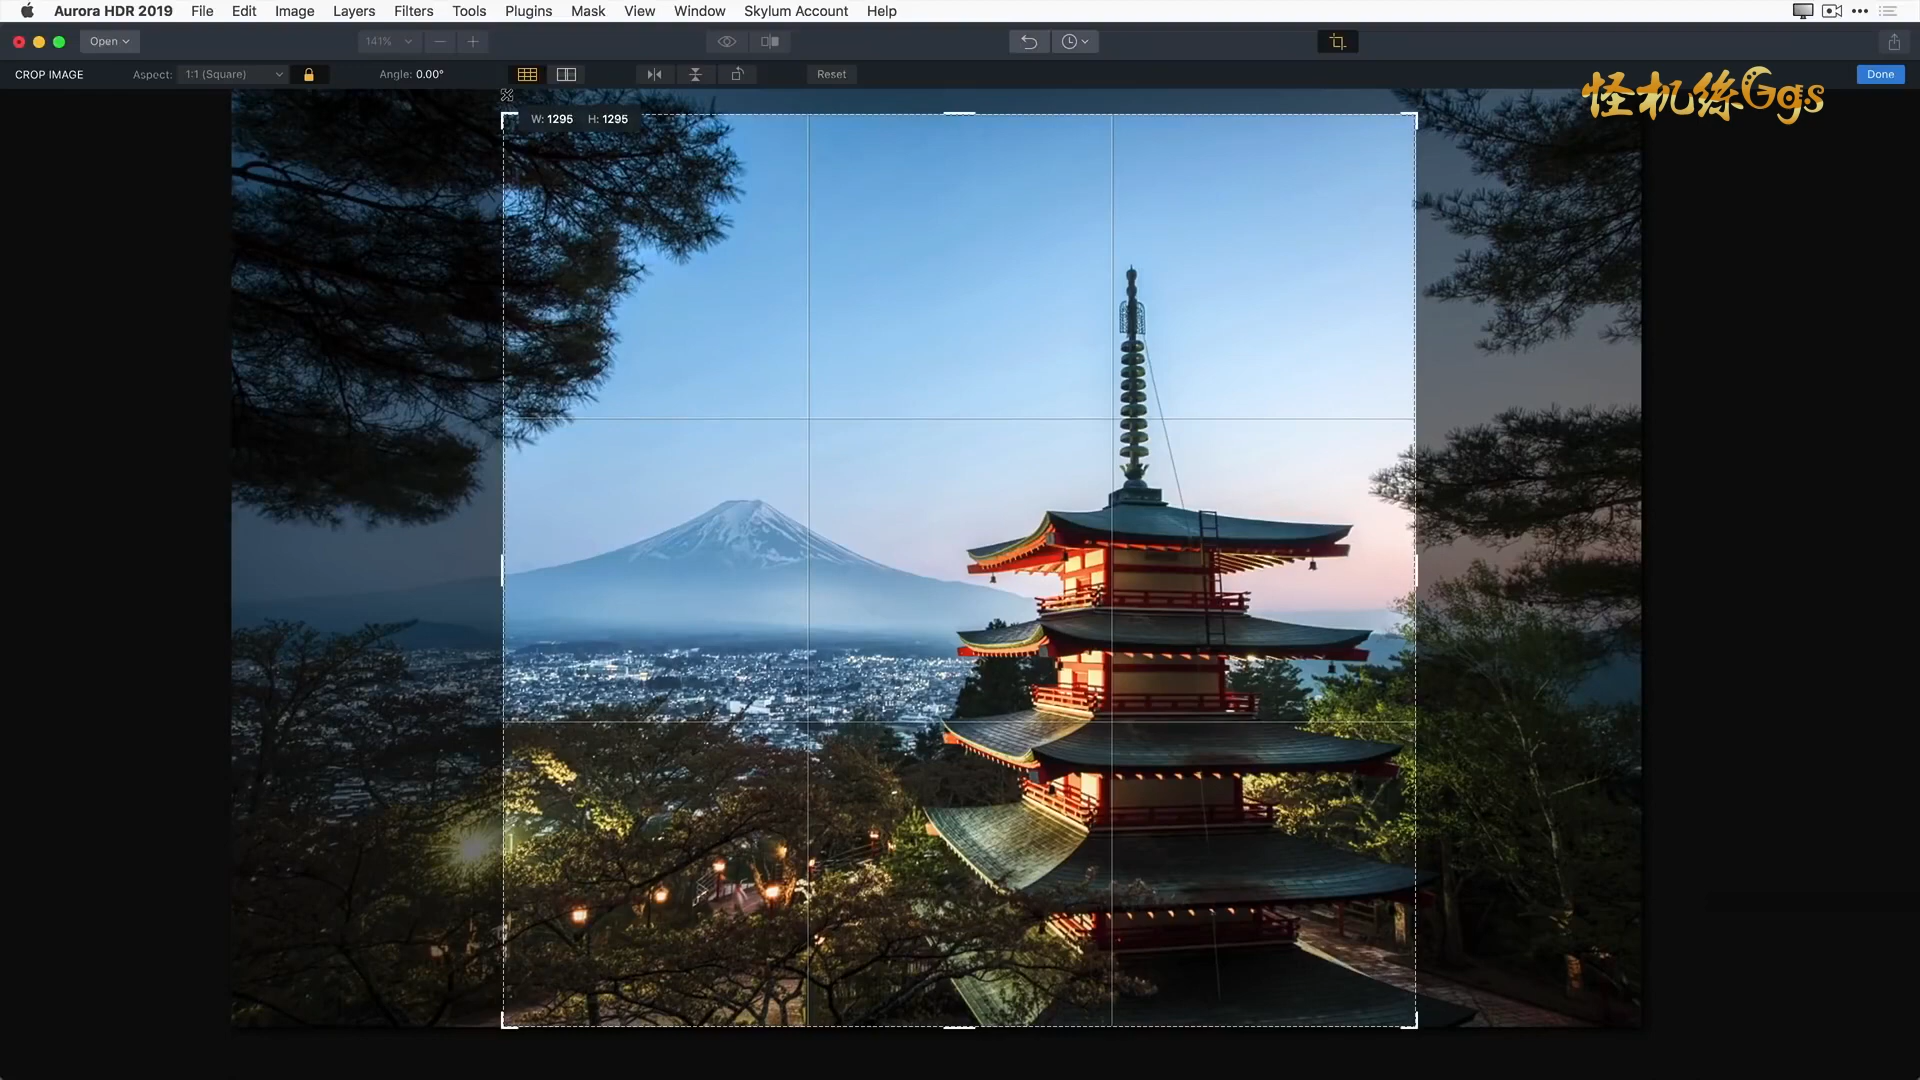 Aurora HDR 2019 File Edit Image Layers Filters Tools Plugins Mask View Window Skylum Account Help
Open 141%
CROP IMAGE Aspect: 1:1 (Square) Angle: 0.00° Reset Done
怪机絲Ggs
W: 1295 H: 1295